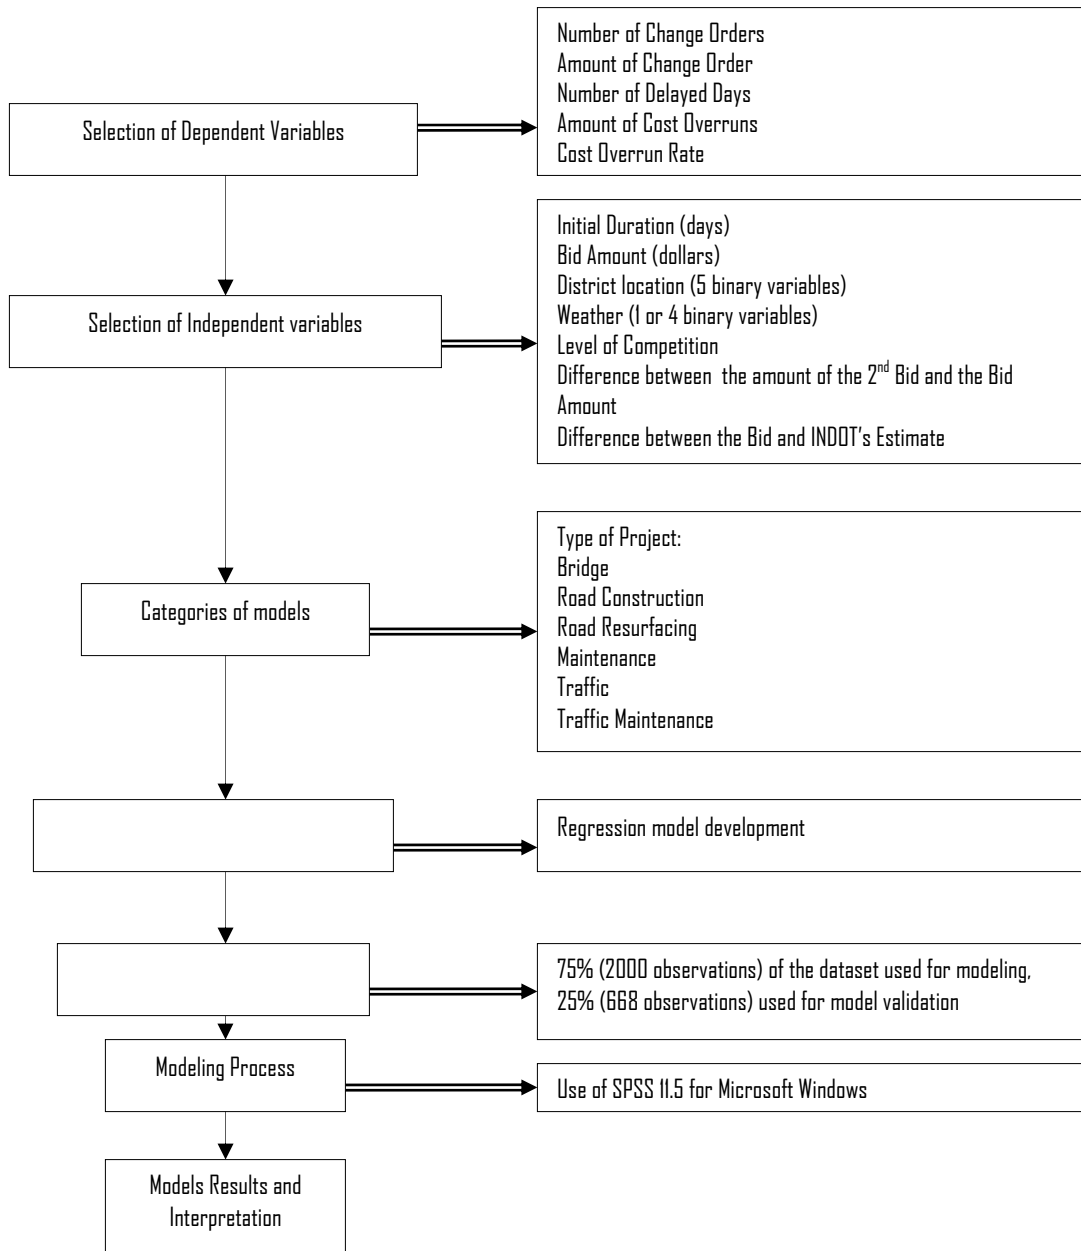 Selection of Dependent Variables
Number of Change Orders
Amount of Change Order
Number of Delayed Days
Amount of Cost Overruns
Cost Overrun Rate
Selection of Independent variables
Initial Duration (days)
Bid Amount (dollars)
District location (5 binary variables)
Weather (1 or 4 binary variables)
Level of Competition
Difference between the amount of the 2nd Bid and the Bid
Amount
Difference between the Bid and INDOT's Estimate
Categories of models
Type of Project:
Bridge
Road Construction
Road Resurfacing
Maintenance
Traffic
Traffic Maintenance
Regression model development
75% (2000 observations) of the dataset used for modeling,
25% (668 observations) used for model validation
Modeling Process
Use of SPSS 11.5 for Microsoft Windows
Models Results and
Interpretation